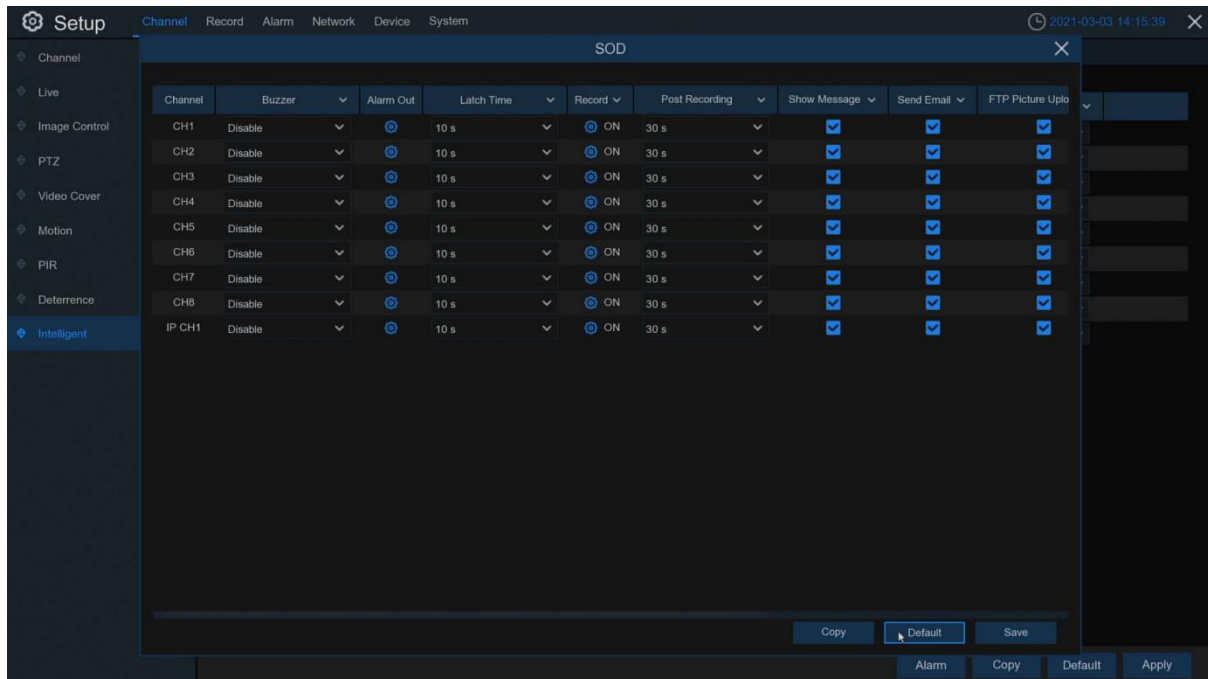 Setup Channel Record Alarm Network Device System 2021-03-03 14:15:39
SOD
Channel
Live
Image Control
PTZ
Video Cover
Motion
PIR
Deterrence
Intelligent
Channel Buzzer Alarm Out Latch Time Record Post Recording Show Message Send Email FTP Picture Uplo
CH1 Disable 10 s ON 30 s
CH2 Disable 10 s ON 30 s
CH3 Disable 10 s ON 30 s
CH4 Disable 10 s ON 30 s
CH5 Disable 10 s ON 30 s
CH6 Disable 10 s ON 30 s
CH7 Disable 10 s ON 30 s
CH8 Disable 10 s ON 30 s
IP CH1 Disable 10 s ON 30 s
Copy Default Save
Alarm Copy Default Apply